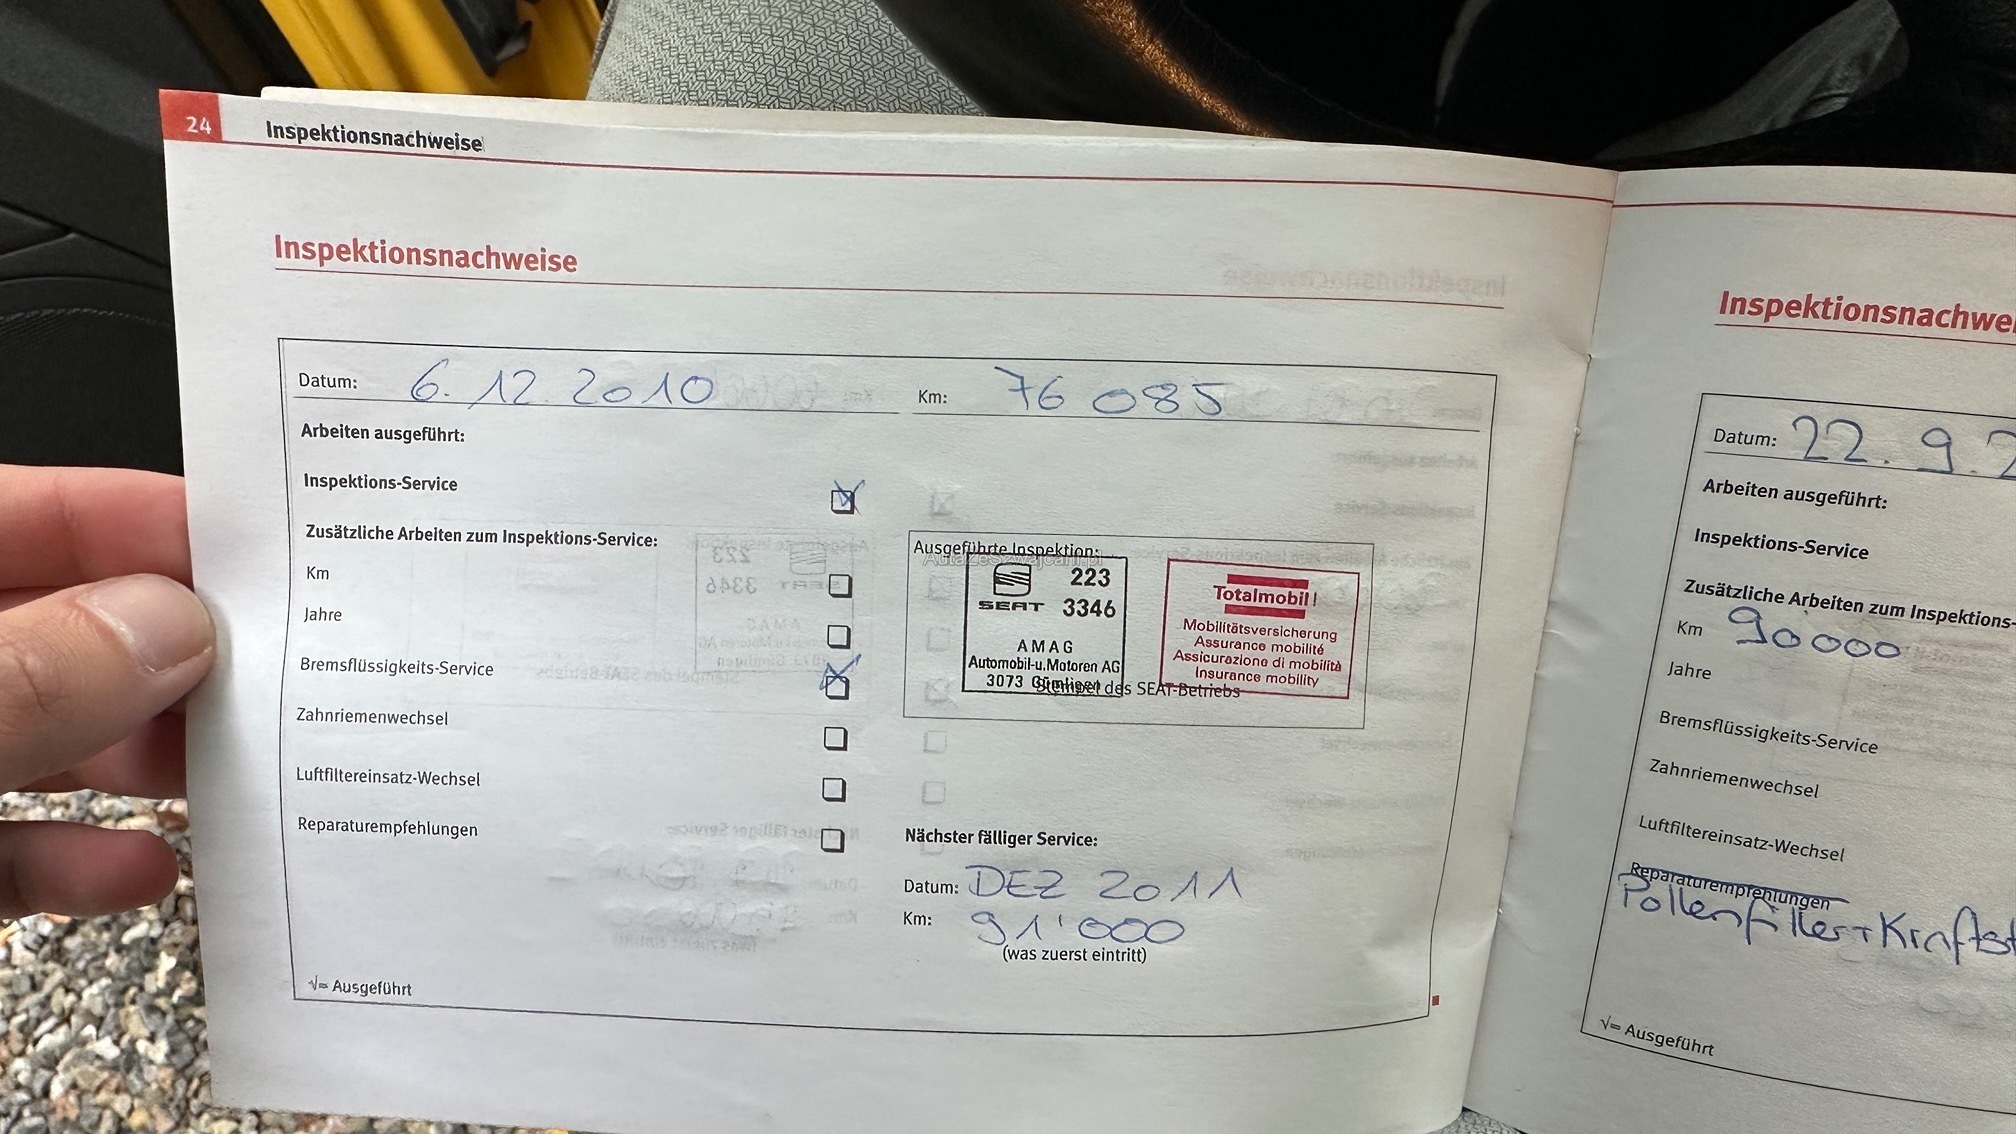 24 Inspektionsnachweise
Inspektionsnachweise
Datum: 6.12.2010 Km: 76 085
Arbeiten ausgeführt:
Inspektions-Service
Zusätzliche Arbeiten zum Inspektions-Service:
Km
Jahre
Bremsflüssigkeits-Service
Zahnriemenwechsel
Luftfiltereinsatz-Wechsel
Reparaturempfehlungen
√= Ausgeführt
Ausgeführte Inspektion:
SEAT 223 3346
AMAG
Automobil-u.Motoren AG
3073 Gümligen
Totalmobil!
Mobilitätsversicherung
Assurance mobilité
Assicurazione di mobilità
Insurance mobility
Stempel des SEAT-Betriebs
Nächster fälliger Service:
Datum: DEZ 2011
Km: 91'000
(was zuerst eintritt)
Inspektionsnachwei
Datum: 22.9.2
Arbeiten ausgeführt:
Inspektions-Service
Zusätzliche Arbeiten zum Inspektions-
Km 90000
Jahre
Bremsflüssigkeits-Service
Zahnriemenwechsel
Luftfiltereinsatz-Wechsel
Reparaturempfehlungen
Pollenfilter + Kraftst
√= Ausgeführt